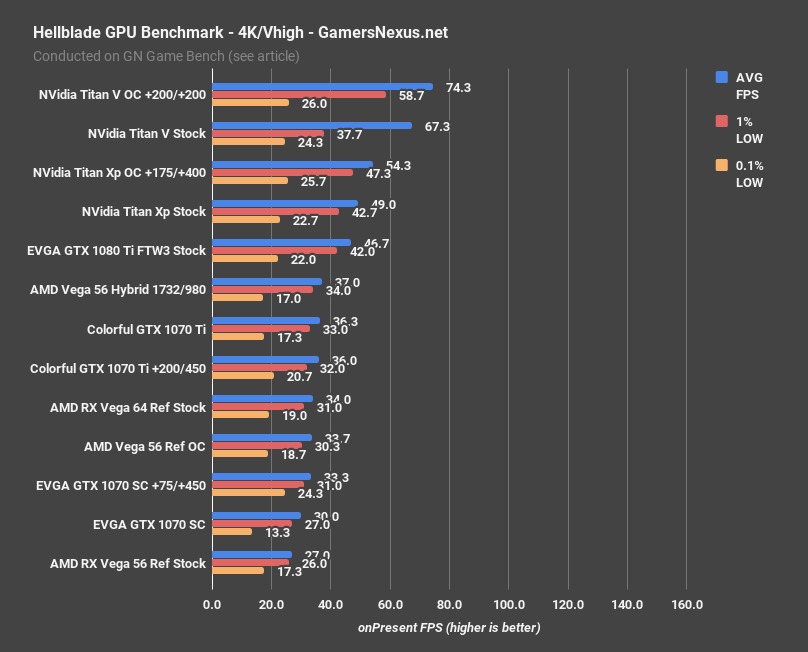 Hellblade GPU Benchmark - 4K/Vhigh - GamersNexus.net
Conducted on GN Game Bench (see article)
AVG
FPS
1%
LOW
0.1%
LOW
NVidia Titan V OC +200/+200
74.3
58.7
26.0
NVidia Titan V Stock
67.3
37.7
24.3
NVidia Titan Xp OC +175/+400
54.3
47.3
25.7
NVidia Titan Xp Stock
49.0
42.7
22.7
EVGA GTX 1080 Ti FTW3 Stock
46.7
42.0
22.0
AMD Vega 56 Hybrid 1732/980
37.0
34.0
17.0
Colorful GTX 1070 Ti
36.3
33.0
17.3
Colorful GTX 1070 Ti +200/450
36.0
32.0
20.7
AMD RX Vega 64 Ref Stock
34.0
31.0
19.0
AMD Vega 56 Ref OC
33.7
30.3
18.7
EVGA GTX 1070 SC +75/+450
33.3
31.0
24.3
EVGA GTX 1070 SC
30.0
27.0
13.3
AMD RX Vega 56 Ref Stock
27.0
26.0
17.3
0.0 20.0 40.0 60.0 80.0 100.0 120.0 140.0 160.0
onPresent FPS (higher is better)